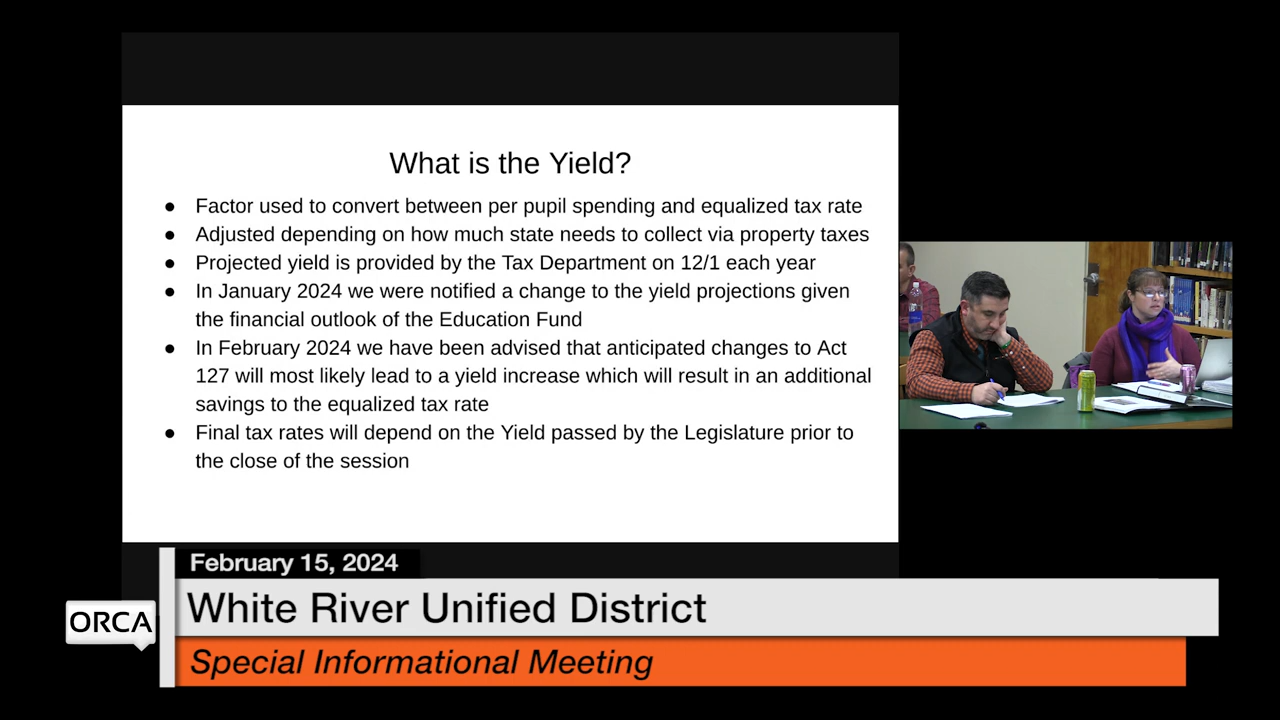 What is the Yield?
● Factor used to convert between per pupil spending and equalized tax rate
● Adjusted depending on how much state needs to collect via property taxes
● Projected yield is provided by the Tax Department on 12/1 each year
● In January 2024 we were notified a change to the yield projections given
the financial outlook of the Education Fund
● In February 2024 we have been advised that anticipated changes to Act
127 will most likely lead to a yield increase which will result in an additional
savings to the equalized tax rate
● Final tax rates will depend on the Yield passed by the Legislature prior to
the close of the session
February 15, 2024
ORCA
White River Unified District
Special Informational Meeting